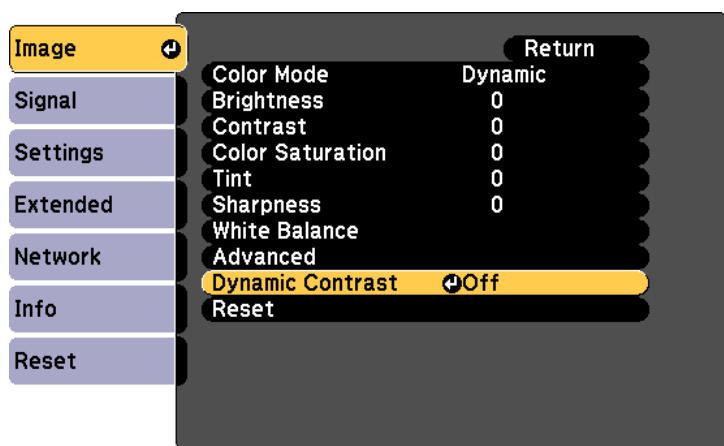 Image
Signal
Settings
Extended
Network
Info
Reset
Return
Color Mode Dynamic
Brightness 0
Contrast 0
Color Saturation 0
Tint 0
Sharpness 0
White Balance
Advanced
Dynamic Contrast Off
Reset